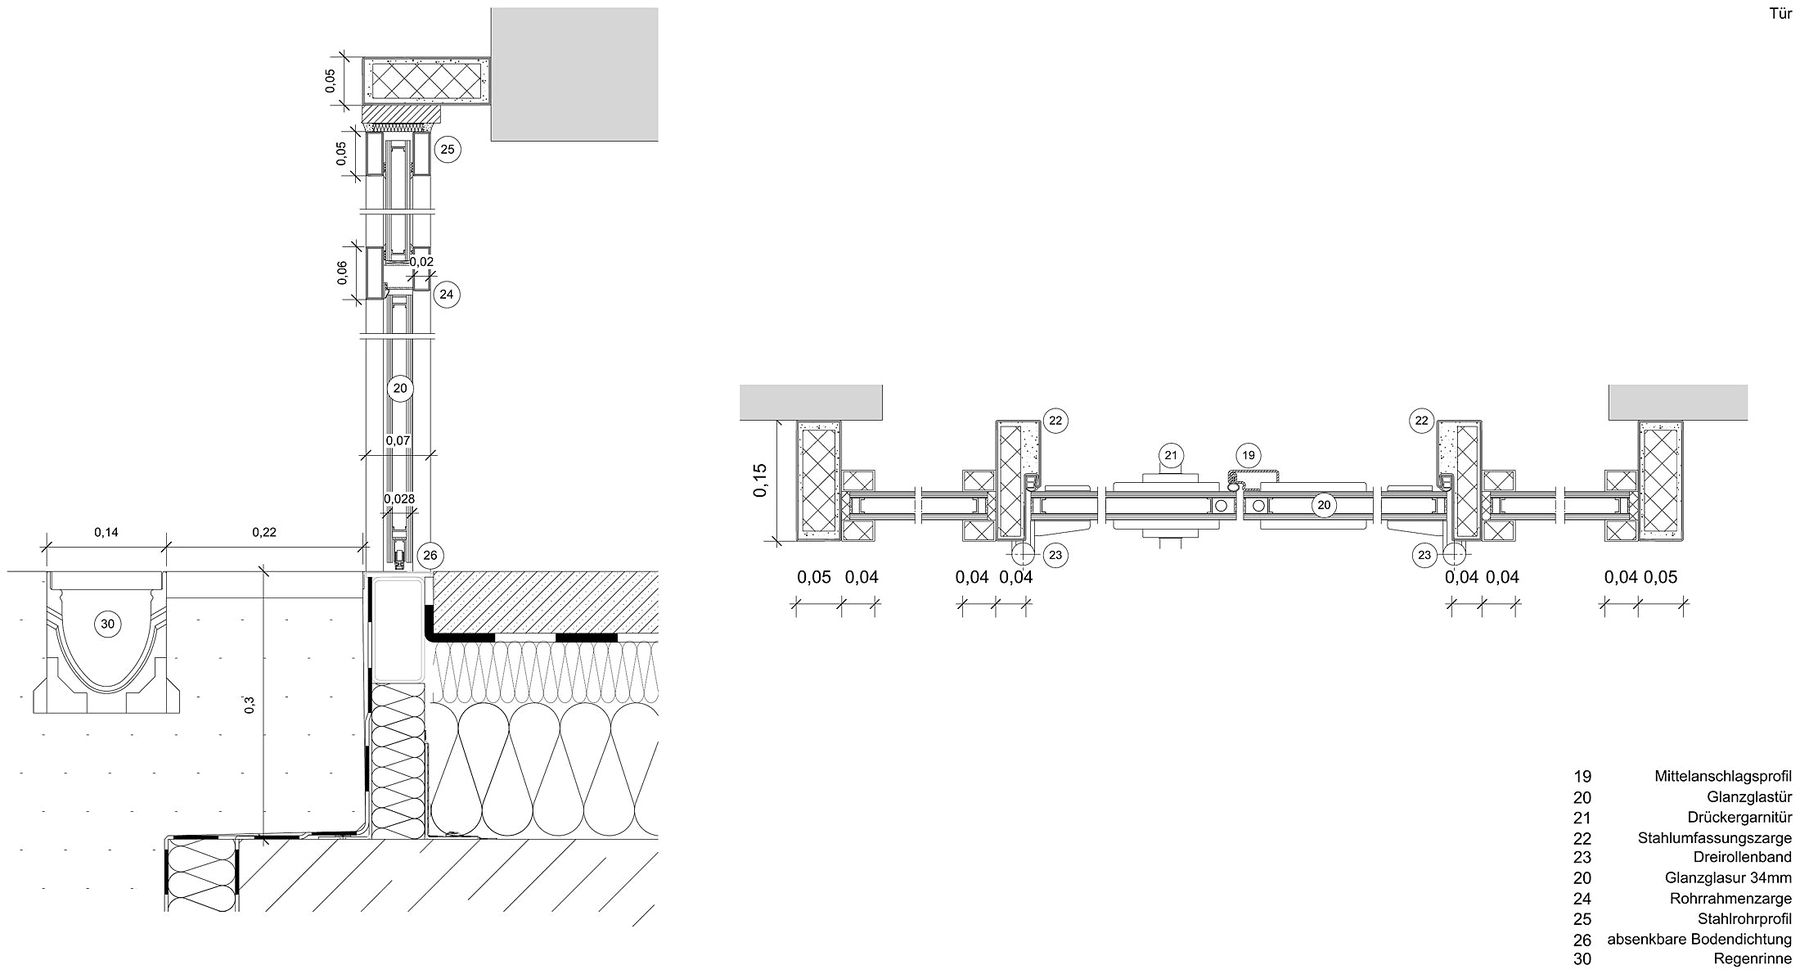 Tür
0,05
0,05
25
0,06
0,02
24
20
0,07
0,028
26
0,14
0,22
30
0,3
0,15
22
22
21
19
20
23
23
0,05 0,04
0,04 0,04
0,04 0,04
0,04 0,05
19 Mittelanschlagsprofil
20 Glanzglastür
21 Drückergarnitür
22 Stahlumfassungszarge
23 Dreirollenband
20 Glanzglasur 34mm
24 Rohrrahmenzarge
25 Stahlrohrprofil
26 absenkbare Bodendichtung
30 Regenrinne